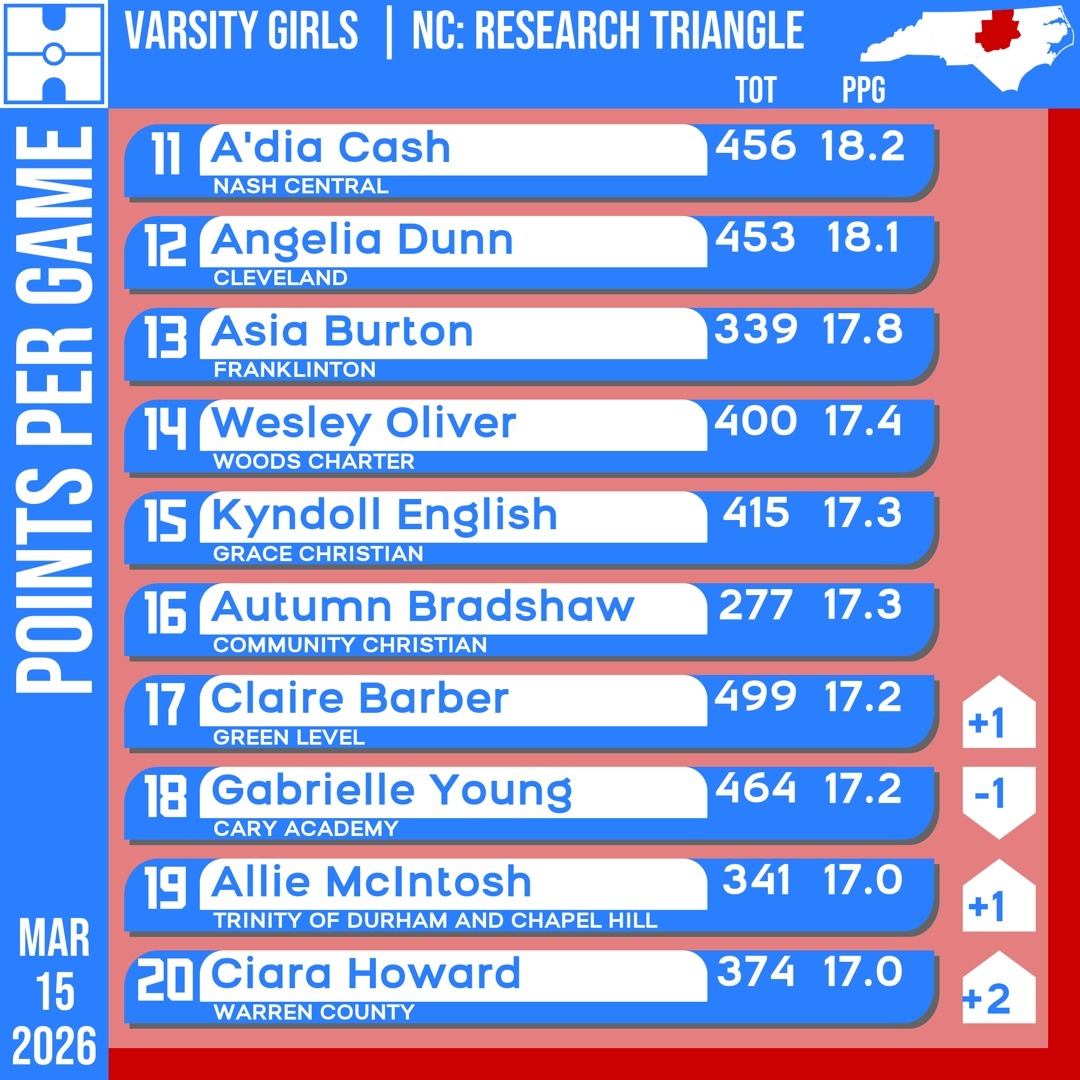 VARSITY GIRLS | NC: RESEARCH TRIANGLE
TOT PPG
POINTS PER GAME
MAR
15
2026
11 A'dia Cash 456 18.2
NASH CENTRAL
12 Angelia Dunn 453 18.1
CLEVELAND
13 Asia Burton 339 17.8
FRANKLINTON
14 Wesley Oliver 400 17.4
WOODS CHARTER
15 Kyndoll English 415 17.3
GRACE CHRISTIAN
16 Autumn Bradshaw 277 17.3
COMMUNITY CHRISTIAN
17 Claire Barber 499 17.2 +1
GREEN LEVEL
18 Gabrielle Young 464 17.2 -1
CARY ACADEMY
19 Allie McIntosh 341 17.0 +1
TRINITY OF DURHAM AND CHAPEL HILL
20 Ciara Howard 374 17.0 +2
WARREN COUNTY